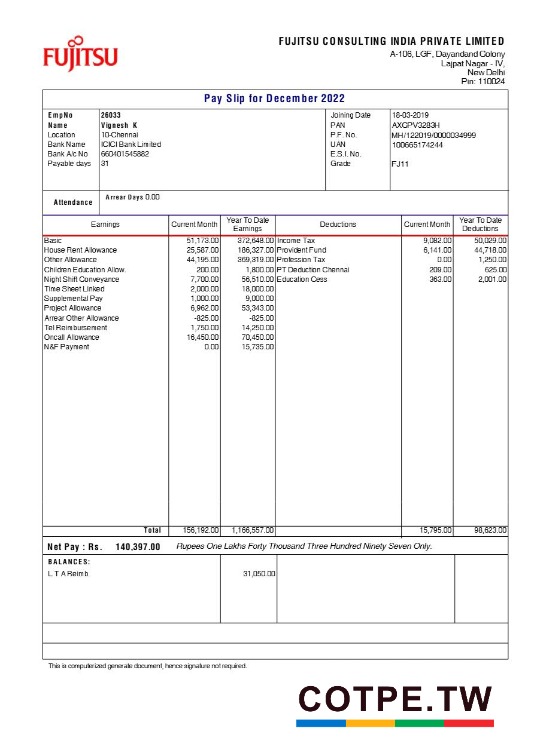 FUJITSU
FUJITSU CONSULTING INDIA PRIVATE LIMITED
A-106, LGF, Dayandand Colony
Lajpat Nagar - IV,
New Delhi
Pin: 110024
Pay Slip for December 2022
EmpNo 26033 Joining Date 18-03-2019
Name Vignesh K PAN AXCPV3283H
Location 10-Chennai P.F. No. MH/122019/0000034999
Bank Name ICICI Bank Limited UAN 100665174244
Bank A/c No 660401545882 E.S.I. No.
Payable days 31 Grade FJ11
Attendance Arrear Days 0.00
Earnings Current Month Year To Date Earnings Deductions Current Month Year To Date Deductions
Basic 51,173.00 372,648.00 Income Tax 9,082.00 50,029.00
House Rent Allowance 25,587.00 186,327.00 Provident Fund 6,141.00 44,718.00
Other Allowance 44,195.00 369,319.00 Profession Tax 0.00 1,250.00
Children Education Allow. 200.00 1,800.00 PT Deduction Chennai 209.00 625.00
Night Shift Conveyance 7,700.00 56,510.00 Education Cess 363.00 2,001.00
Time Sheet Linked 2,000.00 18,000.00
Supplemental Pay 1,000.00 9,000.00
Project Allowance 6,962.00 53,343.00
Arrear Other Allowance -825.00 -825.00
Tel Reimbursement 1,750.00 14,250.00
Oncall Allowance 16,450.00 70,450.00
N&F Payment 0.00 15,735.00
Total 156,192.00 1,166,557.00 15,795.00 98,623.00
Net Pay : Rs. 140,397.00 Rupees One Lakhs Forty Thousand Three Hundred Ninety Seven Only.
BALANCES:
L T A Reimb 31,050.00
This is computerized generate document, hence signature not required.
COTPE.TW